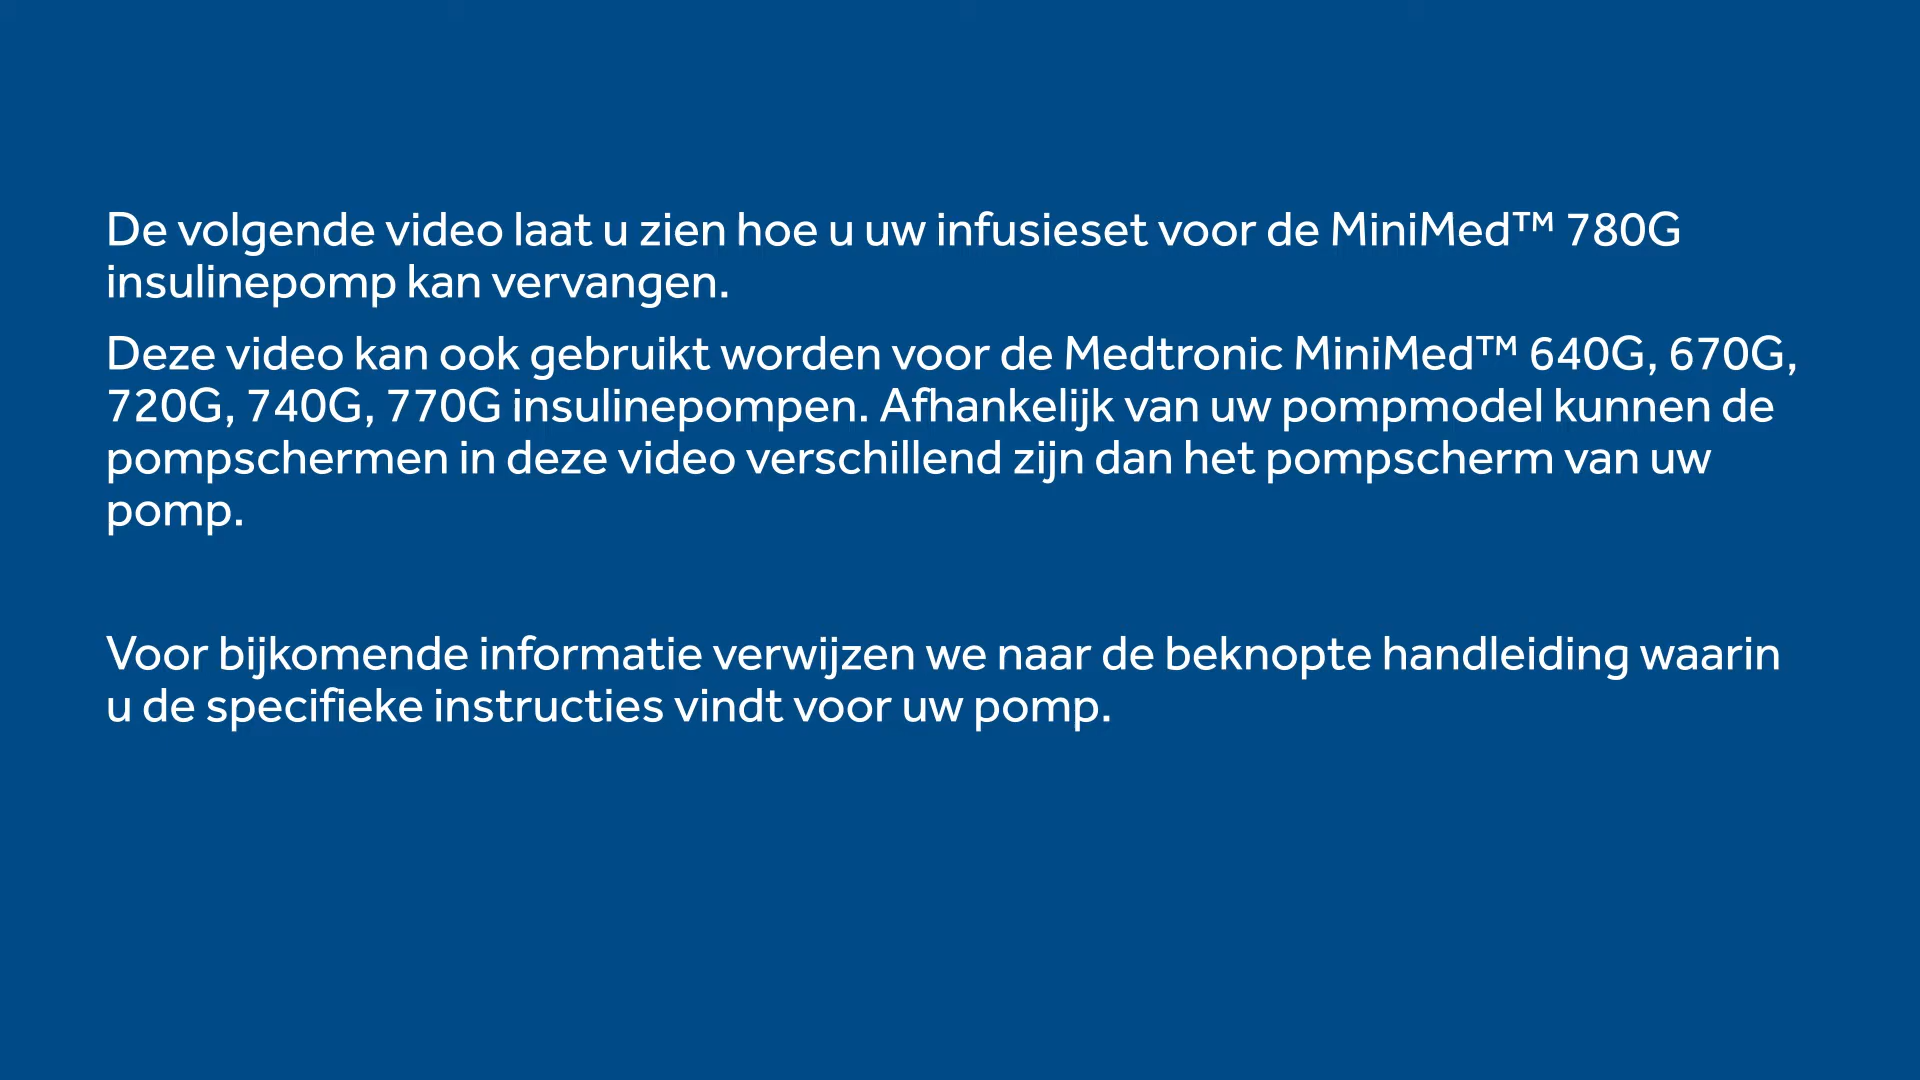 De volgende video laat u zien hoe u uw infusieset voor de MiniMed™ 780G
insulinepomp kan vervangen.
Deze video kan ook gebruikt worden voor de Medtronic MiniMed™ 640G, 670G,
720G, 740G, 770G insulinepompen. Afhankelijk van uw pompmodel kunnen de
pompschermen in deze video verschillend zijn dan het pompscherm van uw
pomp.
Voor bijkomende informatie verwijzen we naar de beknopte handleiding waarin
u de specifieke instructies vindt voor uw pomp.